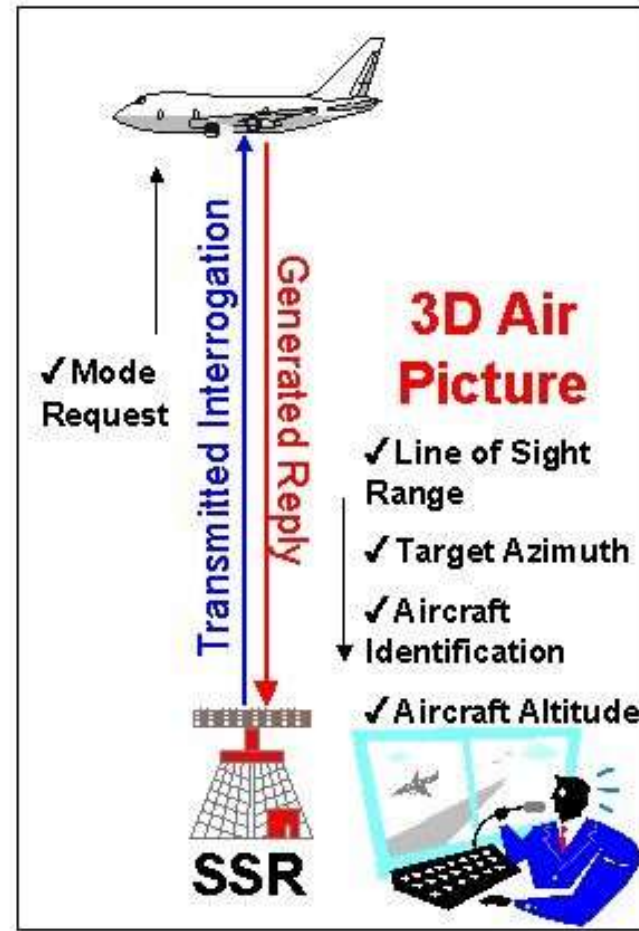 Transmitted Interrogation
Generated Reply
✓Mode
Request
3D Air
Picture
✓Line of Sight
Range
✓Target Azimuth
✓Aircraft
Identification
✓Aircraft Altitude
SSR